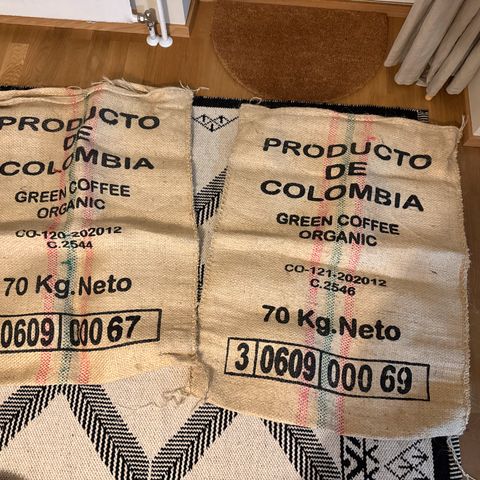 PRODUCTO
DE
COLOMBIA
GREEN COFFEE
ORGANIC
CO-120-202012
C.2544
70 Kg.Neto
0609 000 67
PRODUCTO
DE
COLOMBIA
GREEN COFFEE
ORGANIC
CO-121-202012
C.2546
70 Kg.Neto
3 0609 000 69